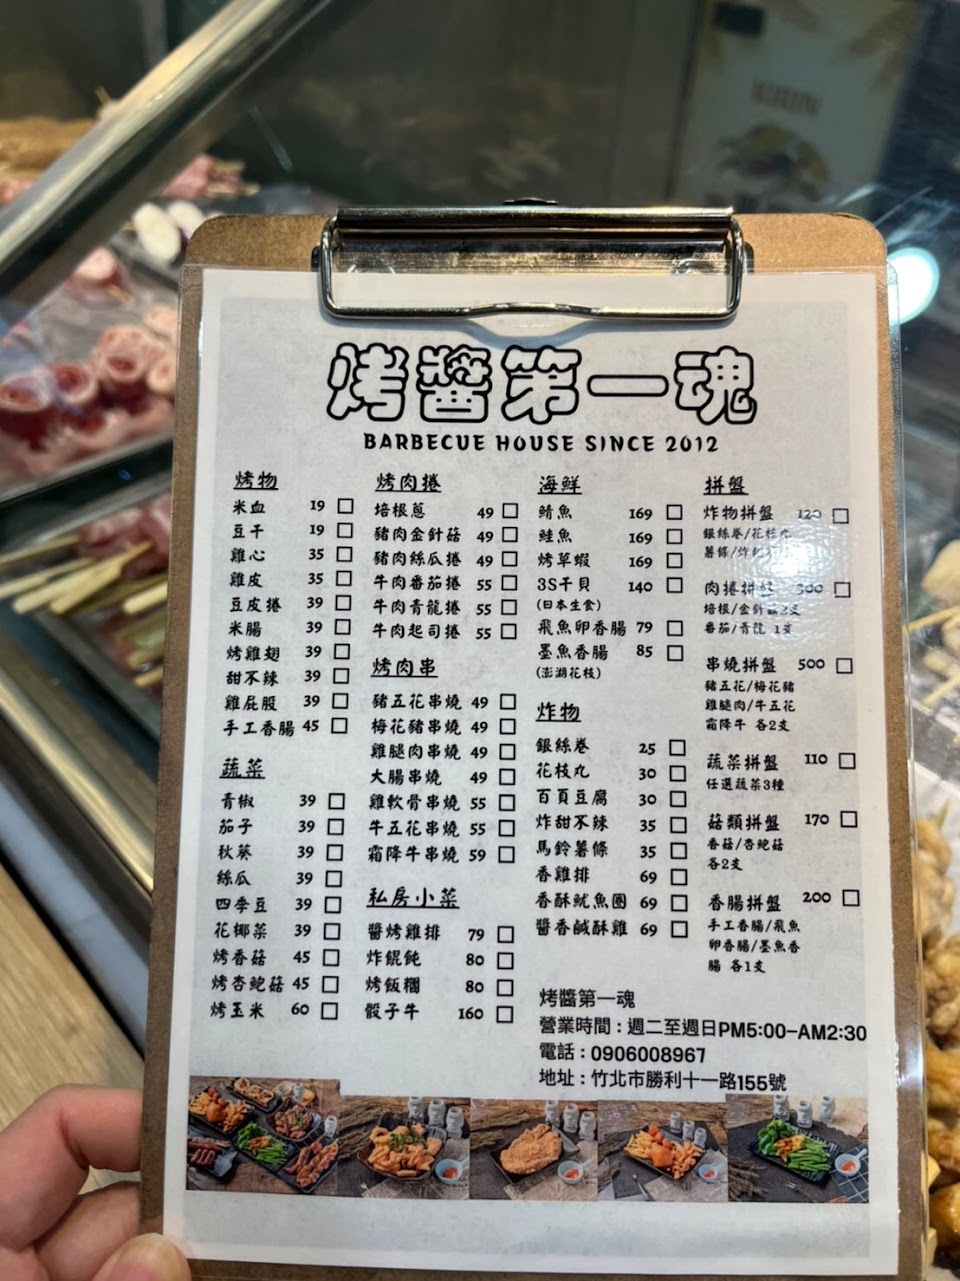 KIRIN
烤醬第一魂
BARBECUE HOUSE SINCE 2012
烤物
米血 19
豆干 19
雞心 35
雞皮 35
豆皮捲 39
米腸 39
烤雞翅 39
甜不辣 39
雞屁股 39
手工香腸 45
蔬菜
青椒 39
茄子 39
秋葵 39
絲瓜 39
四季豆 39
花椰菜 39
烤香菇 45
烤杏鮑菇 45
烤玉米 60
烤肉捲
培根蔥 49
豬肉金針菇 49
豬肉絲瓜捲 49
牛肉番茄捲 55
牛肉青龍捲 55
牛肉起司捲 55
烤肉串
豬五花串燒 49
梅花豬串燒 49
雞腿肉串燒 49
大腸串燒 49
雞軟骨串燒 55
牛五花串燒 55
霜降牛串燒 59
私房小菜
醬烤雞排 79
炸餛飩 80
烤飯糰 80
骰子牛 160
海鮮
鯖魚 169
鮭魚 169
烤草蝦 169
3S干貝 140
(日本生食)
飛魚卵香腸 79
墨魚香腸 85
(澎湖花枝)
炸物
銀絲卷 25
花枝丸 30
百頁豆腐 30
炸甜不辣 35
馬鈴薯條 35
香雞排 69
香酥魷魚圈 69
醬香鹹酥雞 69
拼盤
炸物拼盤 120
銀絲卷/花枝丸
薯條/炸
肉捲拼盤 300
培根/金針菇2支
番茄/青龍 1支
串燒拼盤 500
豬五花/梅花豬
雞腿肉/牛五花
霜降牛 各2支
蔬菜拼盤 110
任選蔬菜3種
菇類拼盤 170
香菇/杏鮑菇
各2支
香腸拼盤 200
手工香腸/飛魚
卵香腸/墨魚香
腸 各1支
烤醬第一魂
營業時間：週二至週日PM5:00-AM2:30
電話：0906008967
地址：竹北市勝利十一路155號